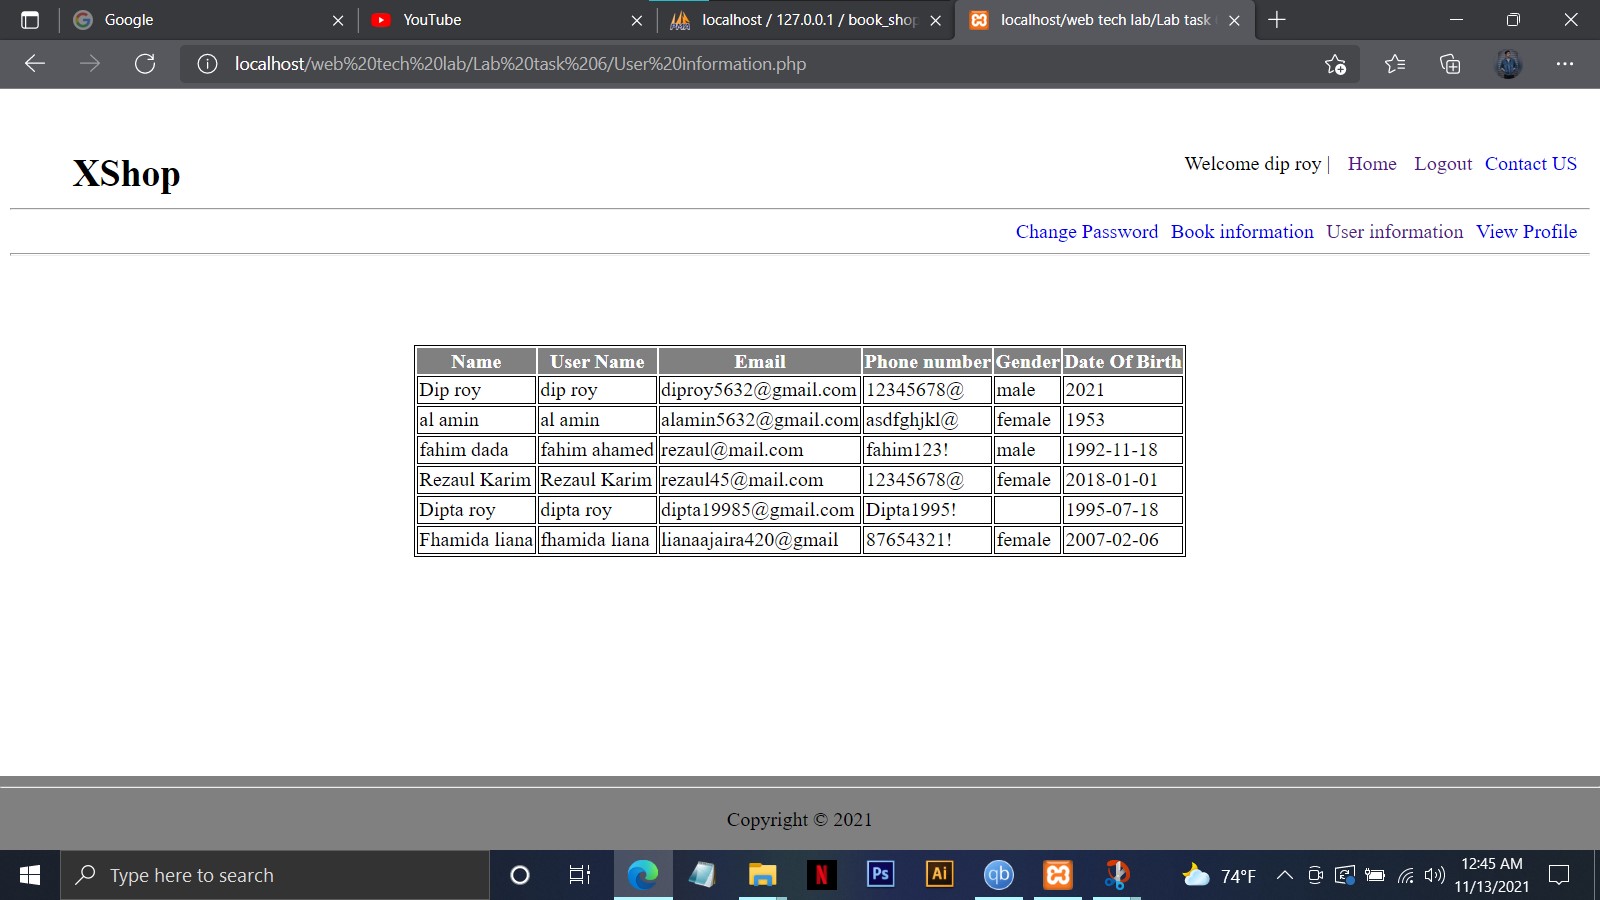 Google
YouTube
localhost / 127.0.0.1 / book_shop
localhost/web tech lab/Lab task
localhost/web%20tech%20lab/Lab%20task%206/User%20information.php
XShop
Welcome dip roy | Home Logout Contact US
Change Password Book information User information View Profile
Name User Name Email Phone number Gender Date Of Birth
Dip roy dip roy diproy5632@gmail.com 12345678@ male 2021
al amin al amin alamin5632@gmail.com asdfghjkl@ female 1953
fahim dada fahim ahamed rezaul@mail.com fahim123! male 1992-11-18
Rezaul Karim Rezaul Karim rezaul45@mail.com 12345678@ female 2018-01-01
Dipta roy dipta roy dipta19985@gmail.com Dipta1995! 1995-07-18
Fhamida liana fhamida liana lianaajaira420@gmail 87654321! female 2007-02-06
Copyright © 2021
Type here to search
N
Ps
Ai
qb
74°F
12:45 AM
11/13/2021